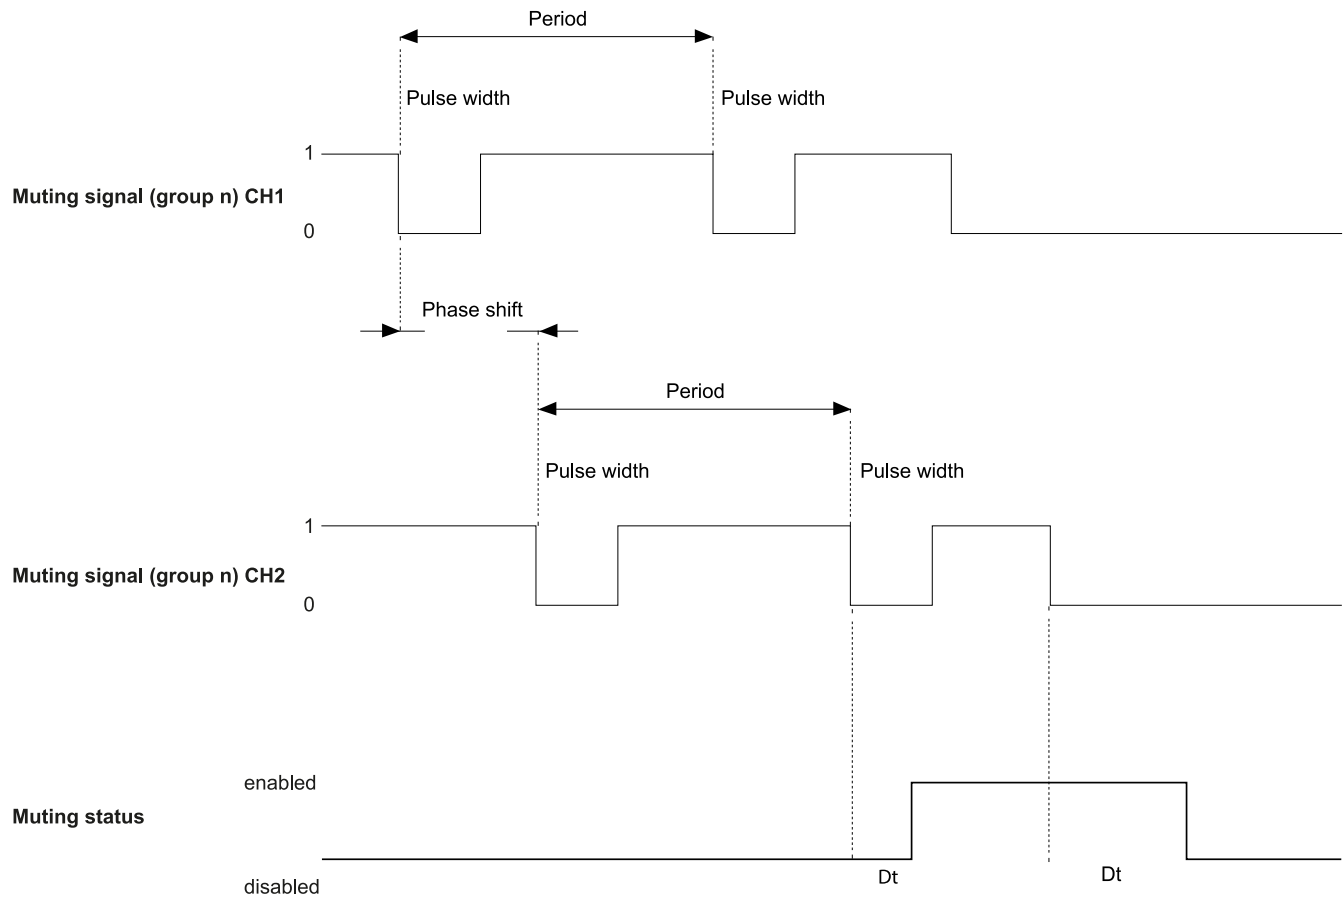 Period
Pulse width
Pulse width
1
Muting signal (group n) CH1
0
Phase shift
Period
Pulse width
Pulse width
1
Muting signal (group n) CH2
0
enabled
Muting status
Dt
Dt
disabled